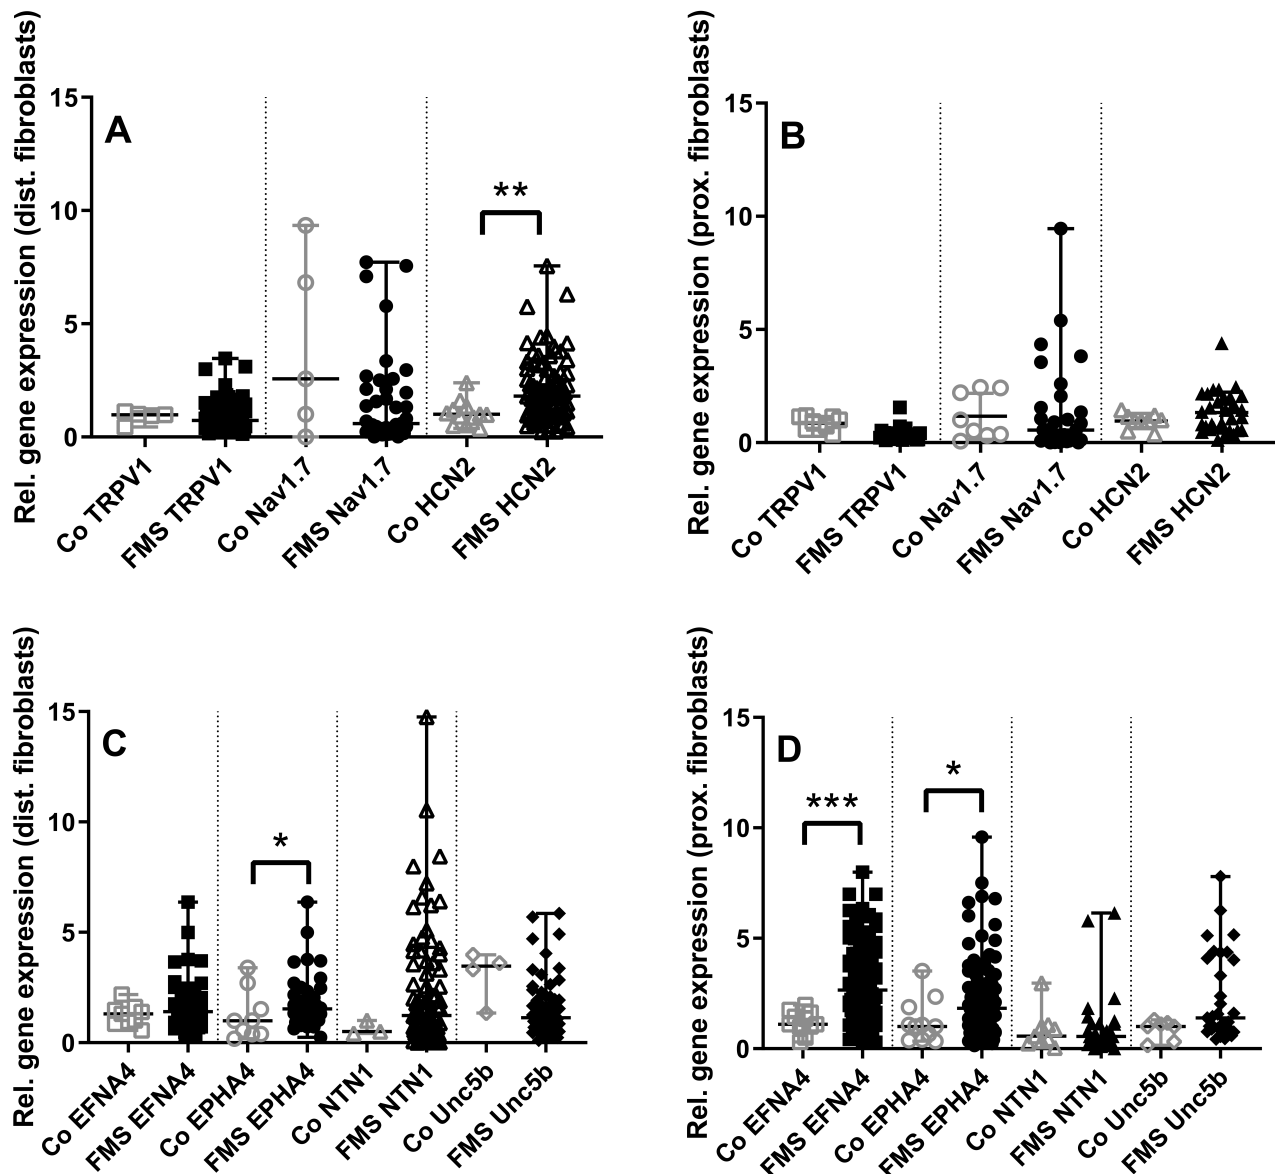 Rel. gene expression (dist. fibroblasts)
A
15
10
5
0
**
Co TRPV1
FMS TRPV1
Co Nav1.7
FMS Nav1.7
Co HCN2
FMS HCN2
Rel. gene expression (prox. fibroblasts)
B
15
10
5
0
Co TRPV1
FMS TRPV1
Co Nav1.7
FMS Nav1.7
Co HCN2
FMS HCN2
Rel. gene expression (dist. fibroblasts)
C
15
10
5
0
*
Co EFNA4
FMS EFNA4
Co EPHA4
FMS EPHA4
Co NTN1
FMS NTN1
Co Unc5b
FMS Unc5b
Rel. gene expression (prox. fibroblasts)
D
15
10
5
0
***
*
Co EFNA4
FMS EFNA4
Co EPHA4
FMS EPHA4
Co NTN1
FMS NTN1
Co Unc5b
FMS Unc5b